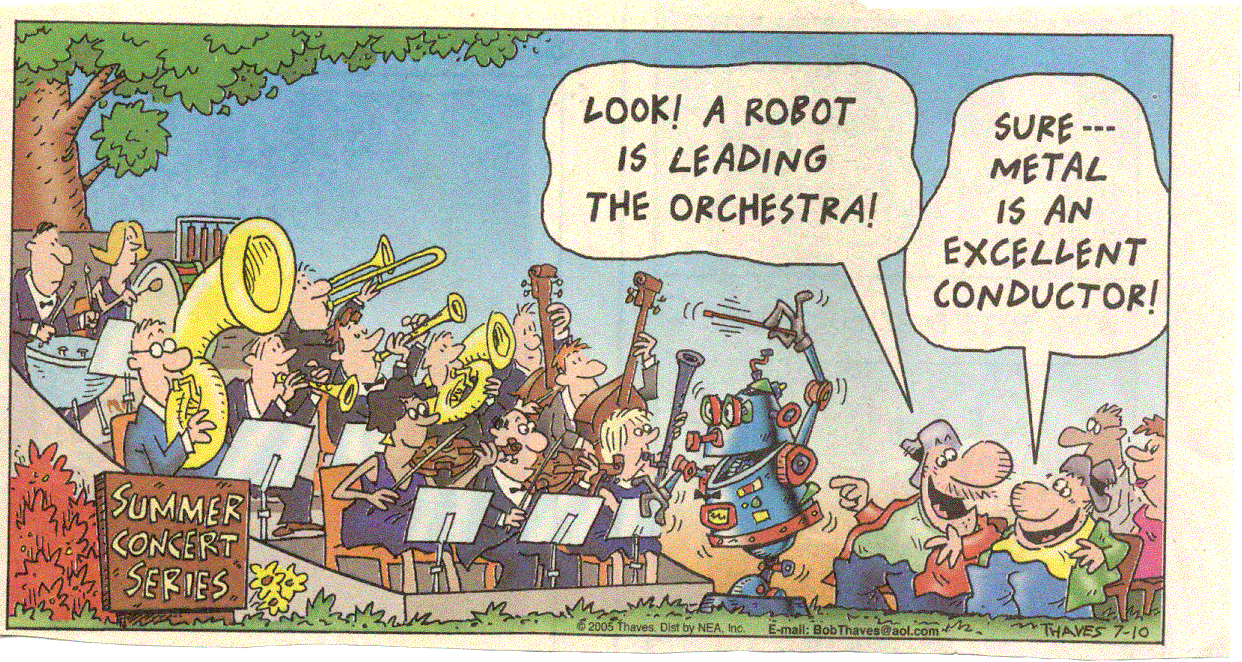 LOOK! A ROBOT
IS LEADING
THE ORCHESTRA!
SURE---
METAL
IS AN
EXCELLENT
CONDUCTOR!
SUMMER
CONCERT
SERIES
© 2005 Thaves. Dist by NEA, Inc. E-mail: BobThaves@aol.com
THAVES 7-10